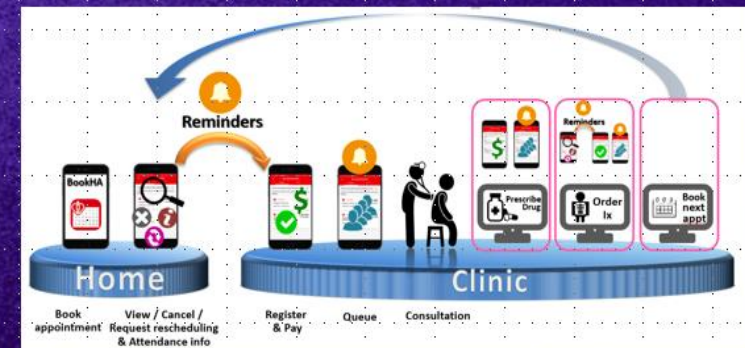 Reminders
BookHA
Reminders
Prescribe
Drug
Order
Ix
Book
next
appt
Home
Clinic
Book
appointment
View / Cancel /
Request rescheduling
& Attendance info
Register
& Pay
Queue
Consultation